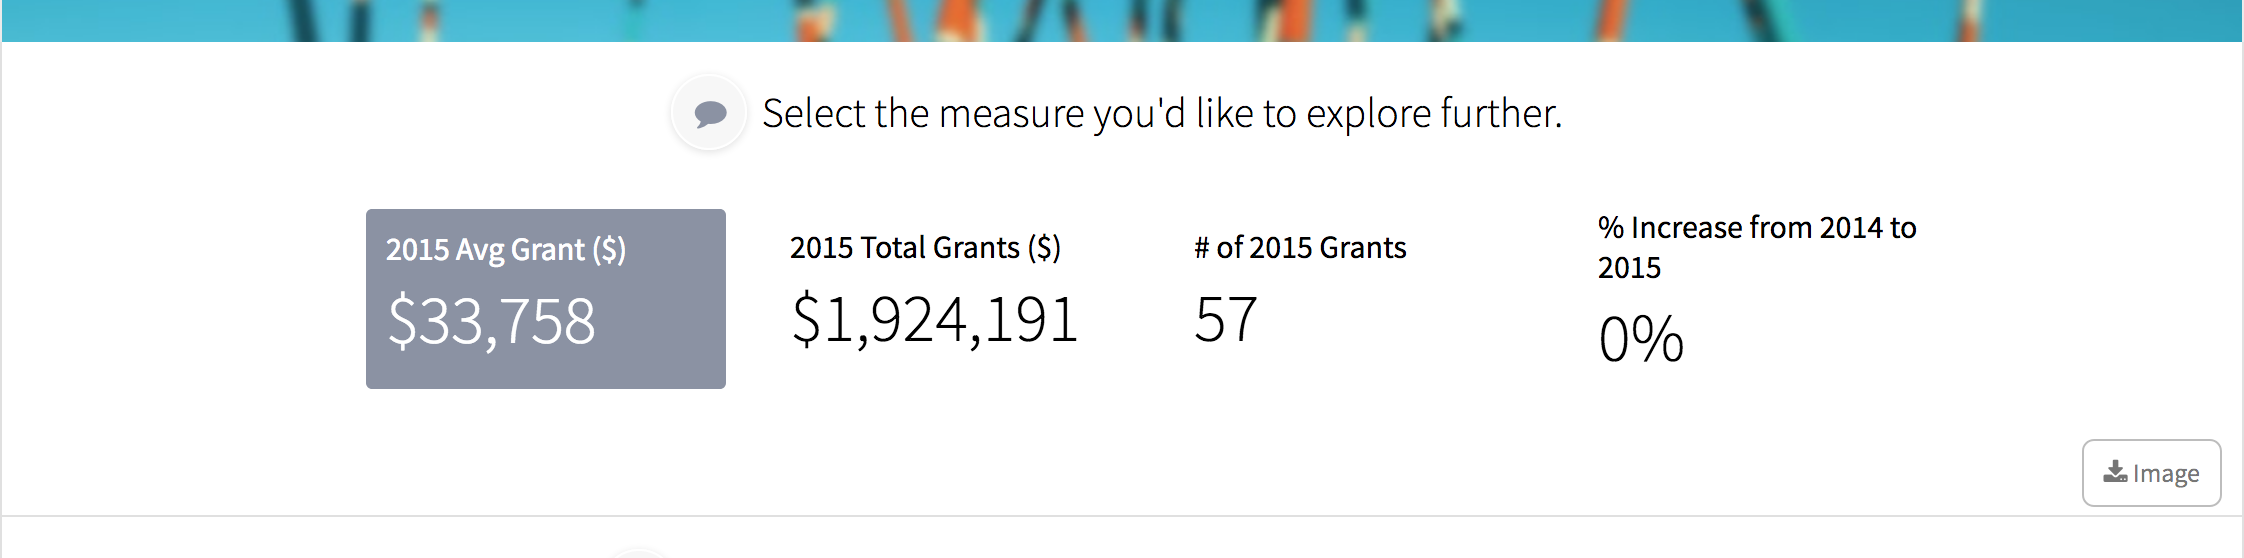 Select the measure you'd like to explore further.
2015 Avg Grant ($)
$33,758
2015 Total Grants ($)
$1,924,191
# of 2015 Grants
57
% Increase from 2014 to
2015
0%
Image